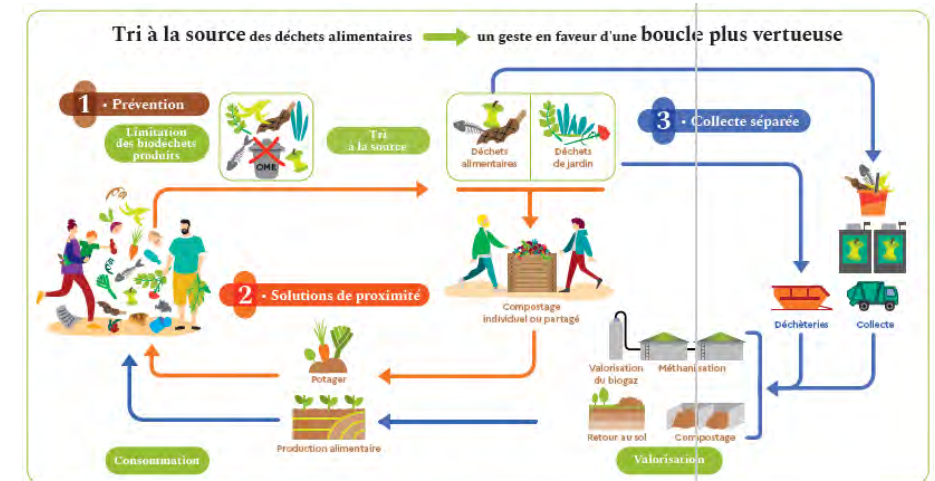 Tri à la source des déchets alimentaires un geste en faveur d'une boucle plus vertueuse
1 • Prévention
Limitation
des biodéchets
produits
OMR
Tri
à la source
Déchets
alimentaires
Déchets
de jardin
3 • Collecte séparée
2 • Solutions de proximité
Compostage
individuel ou partagé
Déchèteries
Collecte
Potager
Valorisation
du biogaz
Méthanisation
Production alimentaire
Retour au sol
Compostage
Consommation
Valorisation